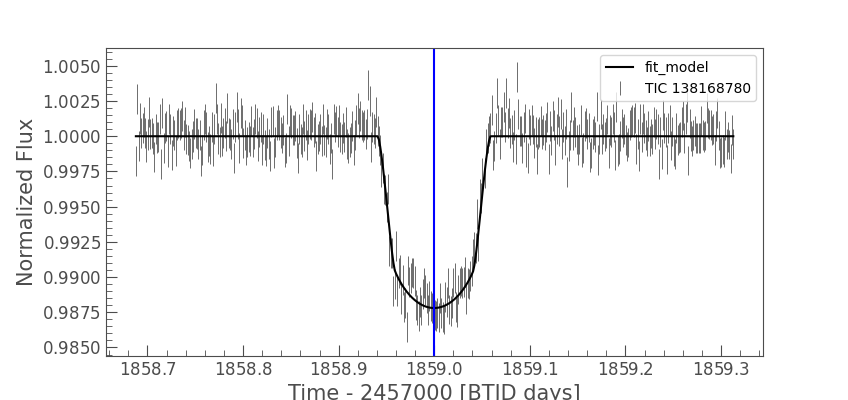 fit_model
TIC 138168780
Normalized Flux
1.0050
1.0025
1.0000
0.9975
0.9950
0.9925
0.9900
0.9875
0.9850
1858.7 1858.8 1858.9 1859.0 1859.1 1859.2 1859.3
Time - 2457000 [BTJD days]